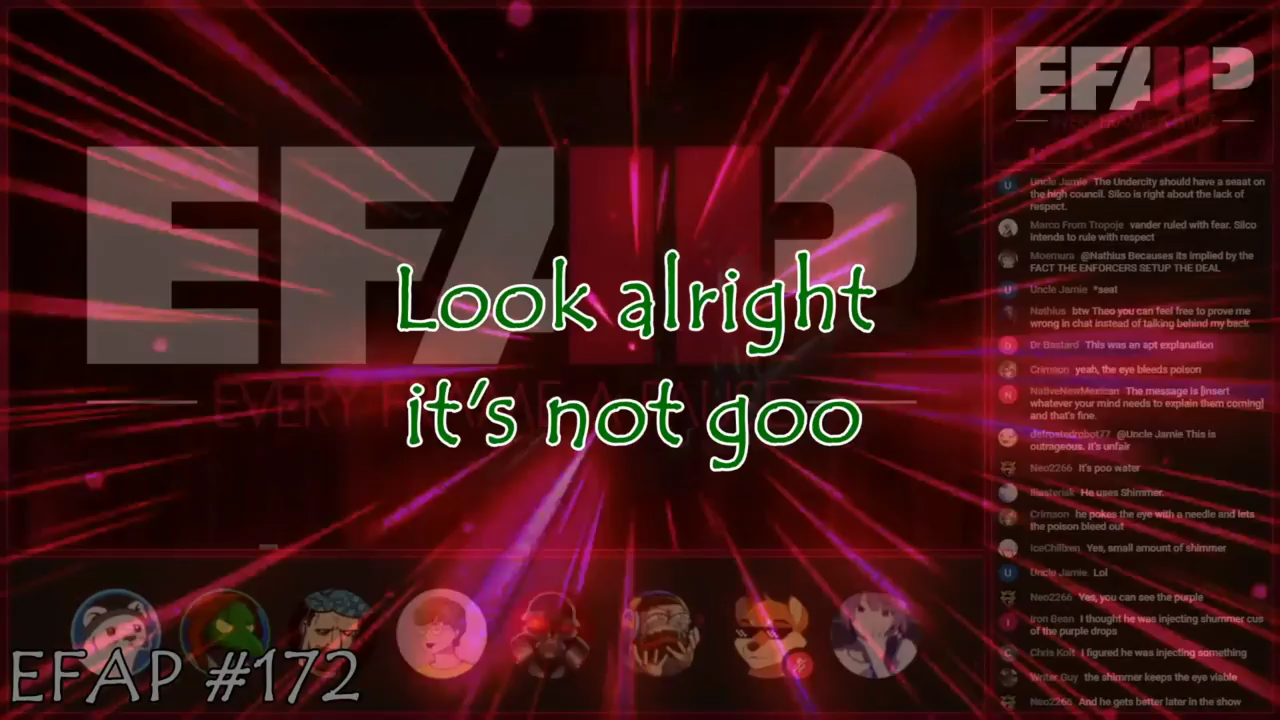 EFAP
EFAP
Uncle Jamie The Undercity should have a seaat on
the high council. Silco is right about the lack of
respect.
Marco From Tropoje vander ruled with fear. Silco
intends to rule with respect
Moemura @Nathius Becauses its implied by the
FACT THE ENFORCERS SETUP THE DEAL
Uncle Jamie *seat
Nathius btw Theo you can feel free to prove me
wrong in chat instead of talking behind my back
Dr Bastard This was an apt explanation
Crimson yeah, the eye bleeds poison
NativeNewMexican The message is [insert
whatever your mind needs to explain them coming]
and that's fine.
defrostedrobot77 @Uncle Jamie This is
outrageous. it's unfair
Neo2266 It's poo water
Blasterisk He uses Shimmer.
Crimson he pokes the eye with a needle and lets
the poison bleed out
IceChilltren Yes, small amount of shimmer
Uncle Jamie. Lol
Neo2266 Yes, you can see the purple
Iron Bean I thought he was injecting shummer cus
of the purple drops
Chris Kolt I figured he was injecting something
Writer Guy the shimmer keeps the eye viable
Neo2266 And he gets better later in the show
Look alright
it's not goo
EFAP #172